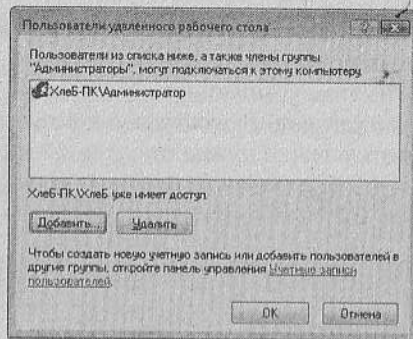 Пользователи удаленного рабочего стола
Пользователи из списка ниже, а также члены группы
"Администраторы", могут подключаться к этому компьютеру.
ХлеБ-ПК\Администратор
ХлеБ-ПК\ХлеБ уже имеет доступ.
Добавить...
Удалить
Чтобы создать новую учетную запись или добавить пользователей в
другие группы, откройте панель управления Учетные записи
пользователей.
OK
Отмена